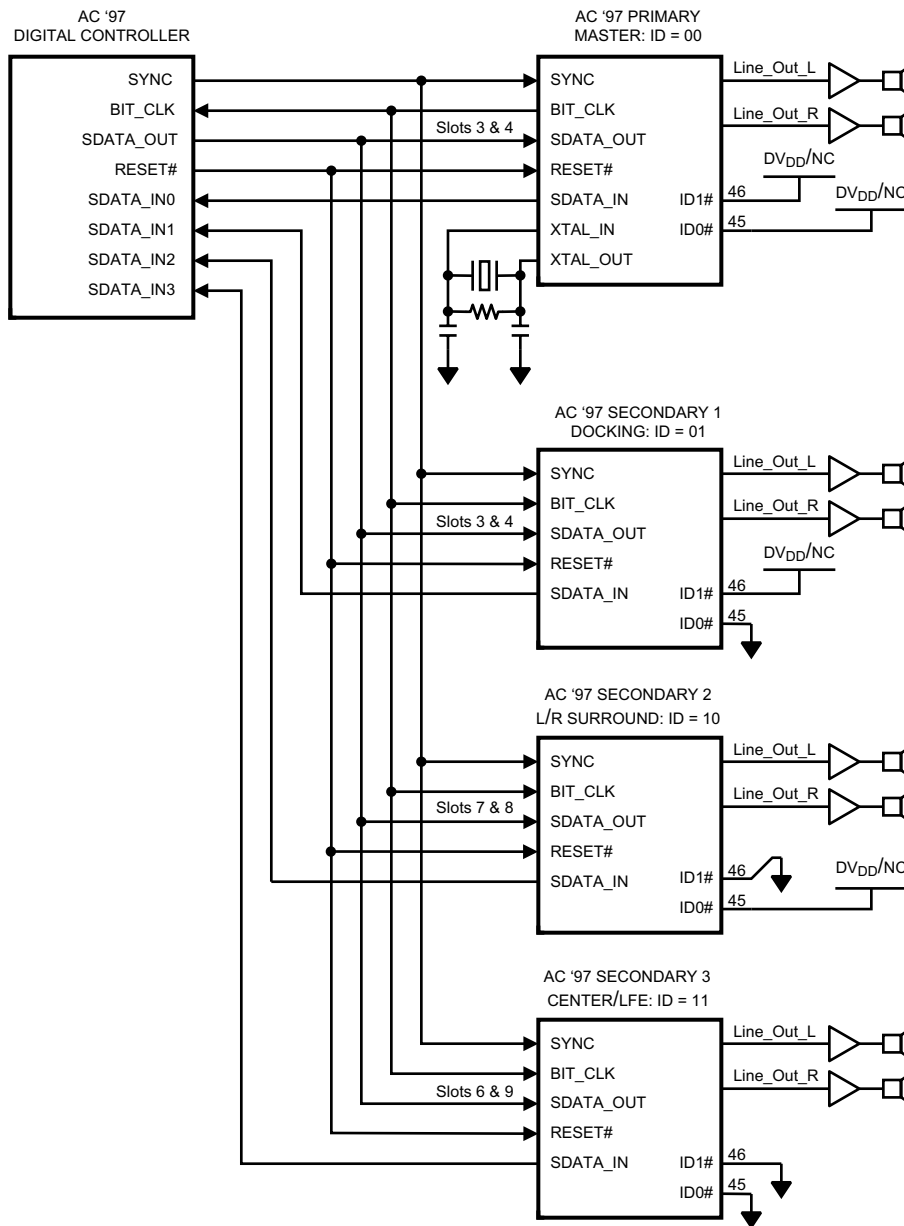 AC ‘97
DIGITAL CONTROLLER
SYNC
BIT_CLK
SDATA_OUT
RESET#
SDATA_IN0
SDATA_IN1
SDATA_IN2
SDATA_IN3
AC ‘97 PRIMARY
MASTER: ID = 00
Slots 3 & 4
SYNC
BIT_CLK
SDATA_OUT
RESET#
SDATA_IN
XTAL_IN
XTAL_OUT
ID1#
ID0#
46
45
Line_Out_L
Line_Out_R
DVDD/NC
DVDD/NC
AC ‘97 SECONDARY 1
DOCKING: ID = 01
Slots 3 & 4
SYNC
BIT_CLK
SDATA_OUT
RESET#
SDATA_IN
ID1#
ID0#
46
45
Line_Out_L
Line_Out_R
DVDD/NC
AC ‘97 SECONDARY 2
L/R SURROUND: ID = 10
Slots 7 & 8
SYNC
BIT_CLK
SDATA_OUT
RESET#
SDATA_IN
ID1#
ID0#
46
45
Line_Out_L
Line_Out_R
DVDD/NC
AC ‘97 SECONDARY 3
CENTER/LFE: ID = 11
Slots 6 & 9
SYNC
BIT_CLK
SDATA_OUT
RESET#
SDATA_IN
ID1#
ID0#
46
45
Line_Out_L
Line_Out_R